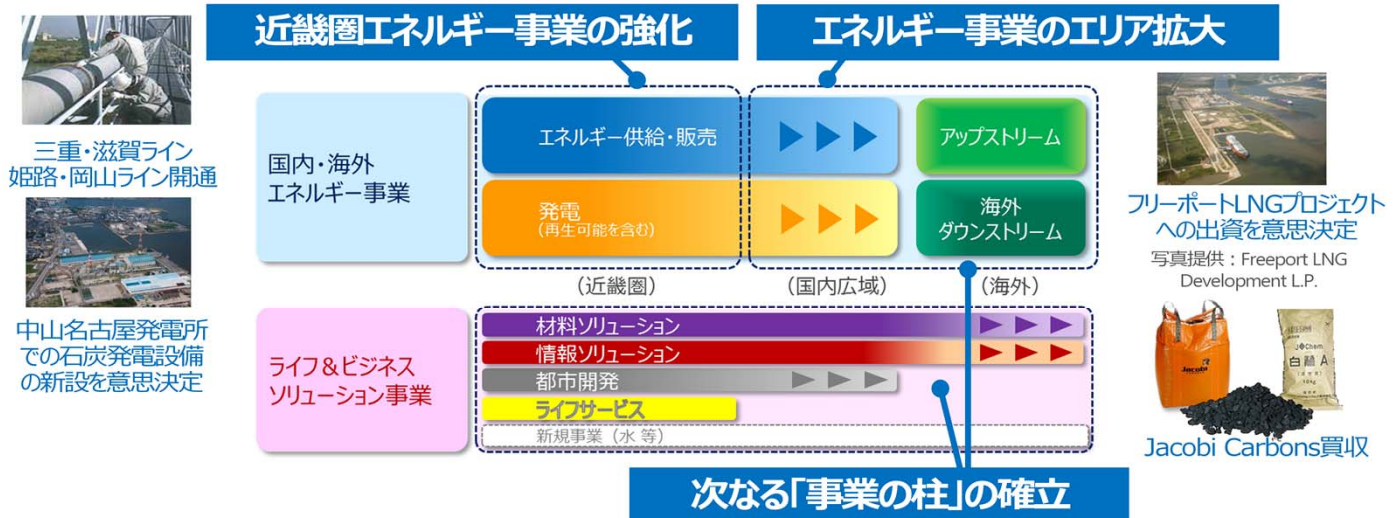 近畿圏エネルギー事業の強化
エネルギー事業のエリア拡大
三重・滋賀ライン
姫路・岡山ライン開通
中山名古屋発電所
での石炭発電設備
の新設を意思決定
国内・海外
エネルギー事業
エネルギー供給・販売
アップストリーム
発電
(再生可能を含む)
海外
ダウンストリーム
(近畿圏)
(国内広域)
(海外)
ライフ&ビジネス
ソリューション事業
材料ソリューション
情報ソリューション
都市開発
ライフサービス
新規事業(水 等)
フリーポートLNGプロジェクト
への出資を意思決定
写真提供:Freeport LNG
Development L.P.
Jacobi
白鷺A
Jacobi Carbons買収
次なる「事業の柱」の確立